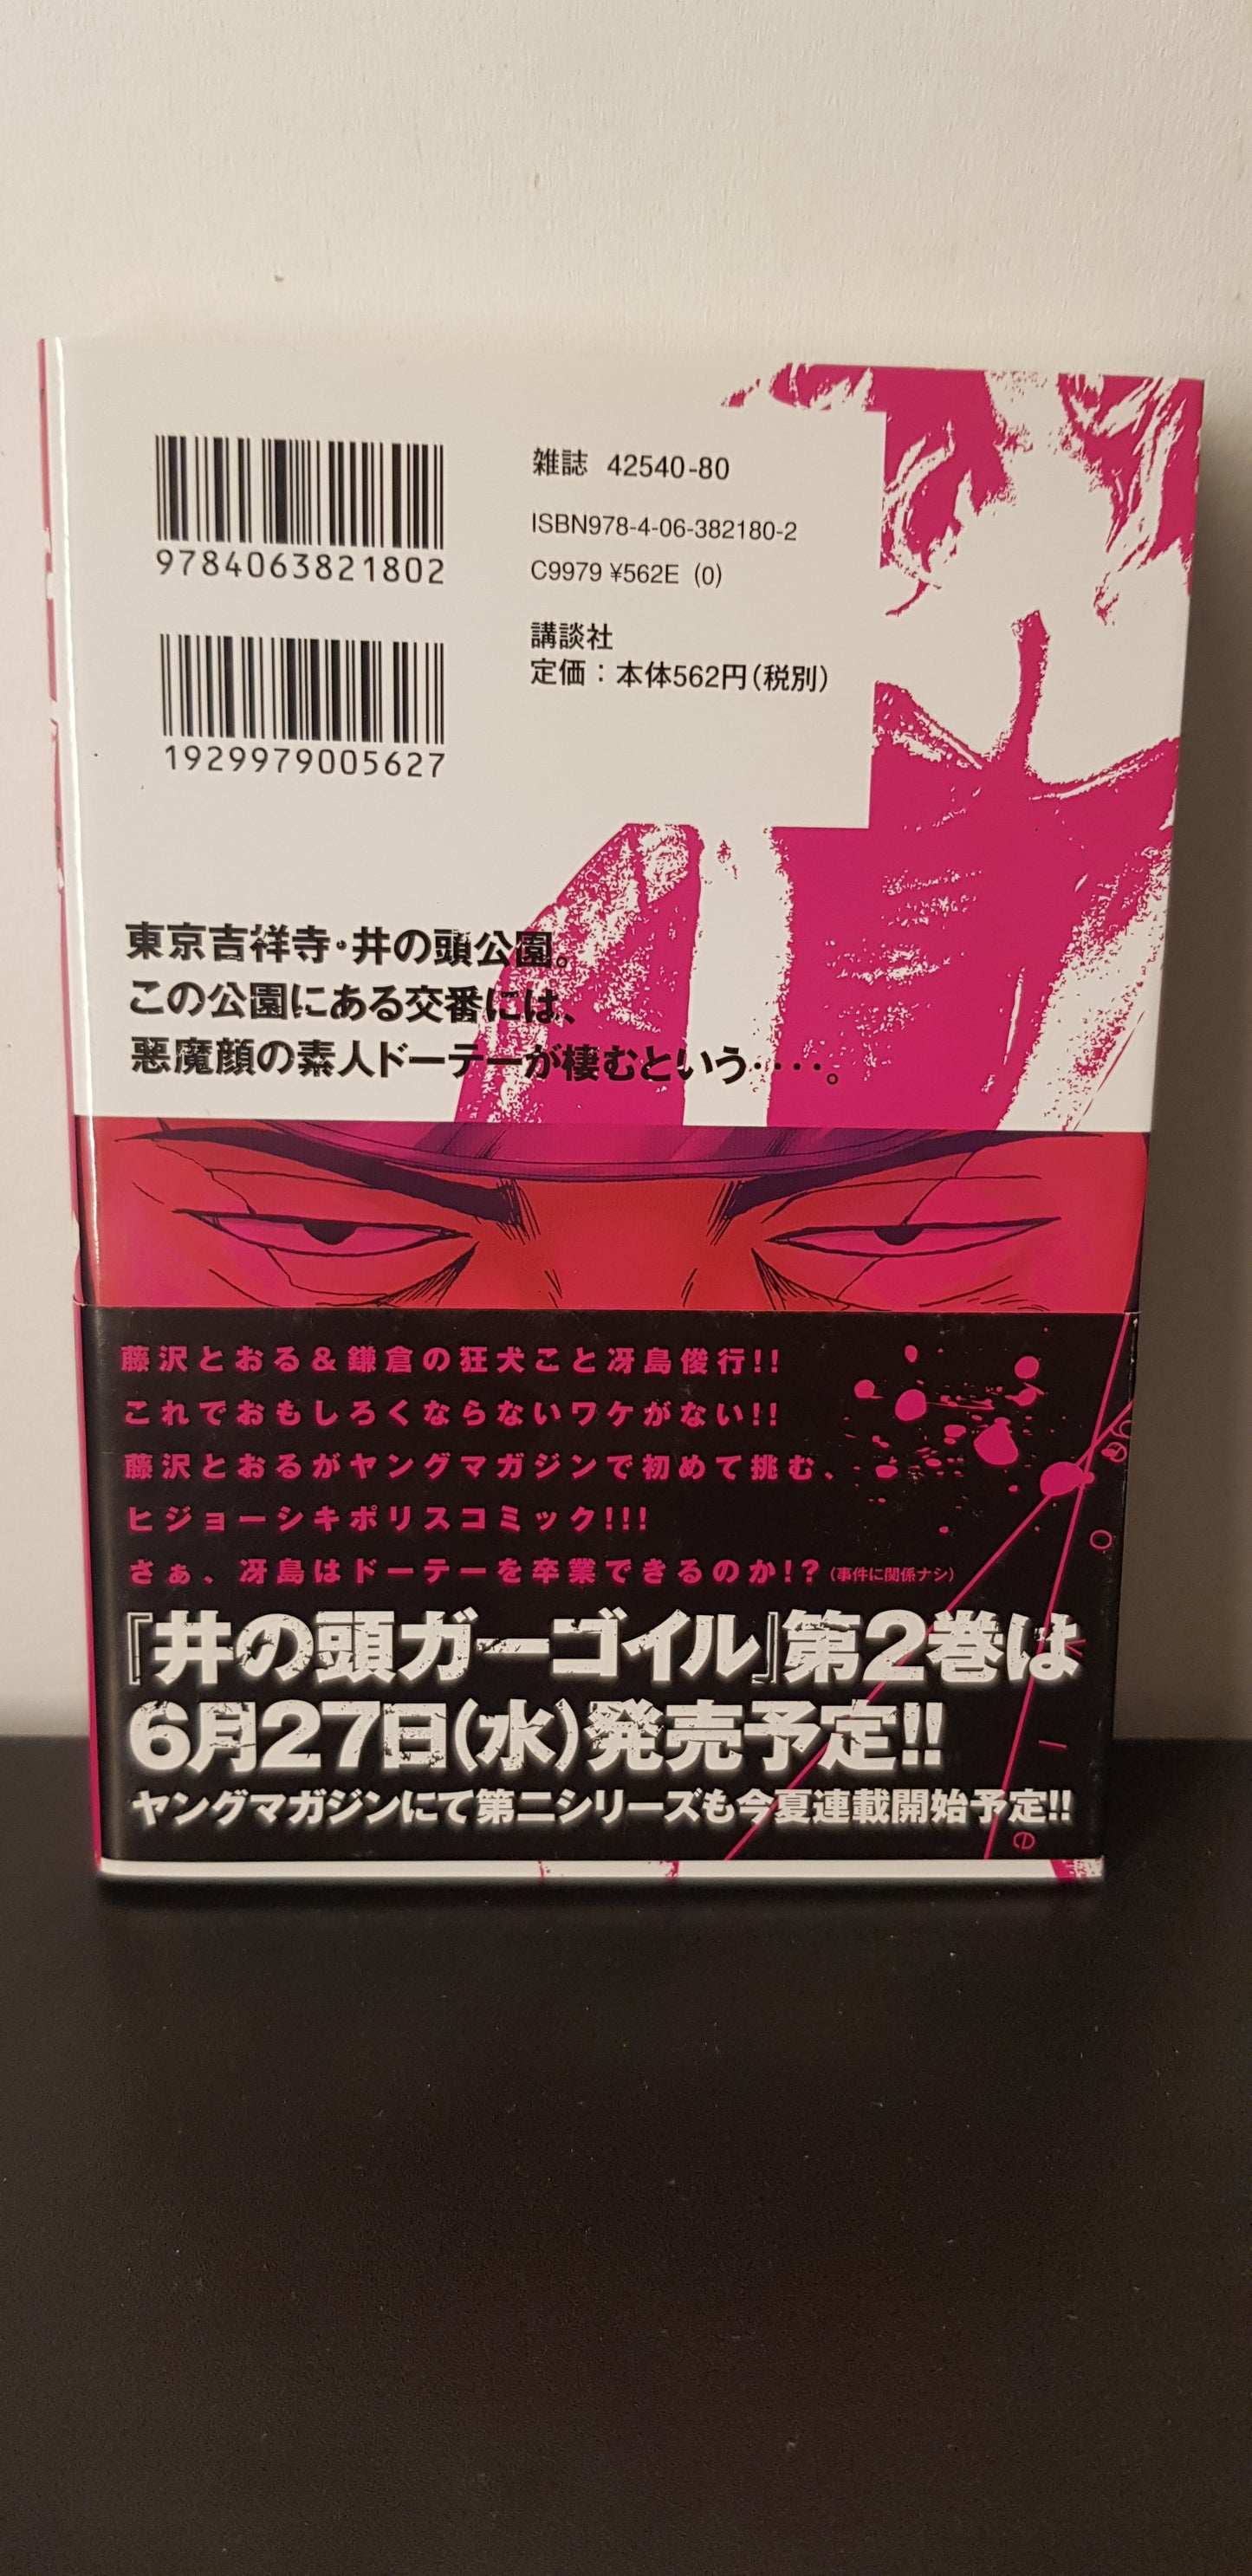 9784063821802
1929979005627
雑誌 42540-80
ISBN978-4-06-382180-2
C9979 ¥562E (0)
講談社
定価：本体562円(税別)
東京吉祥寺・井の頭公園。
この公園にある交番には、
悪魔顔の素人ドーテーが棲むという‥‥。
藤沢とおる&鎌倉の狂犬こと冴島俊行!!
これでおもしろくならないワケがない!!
藤沢とおるがヤングマガジンで初めて挑む、
ヒジョーシキポリスコミック!!!
さぁ、冴島はドーテーを卒業できるのか!?(事件に関係ナシ)
『井の頭ガーゴイル』第2巻は
6月27日(水)発売予定!!
ヤングマガジンにて第二シリーズも今夏連載開始予定!!